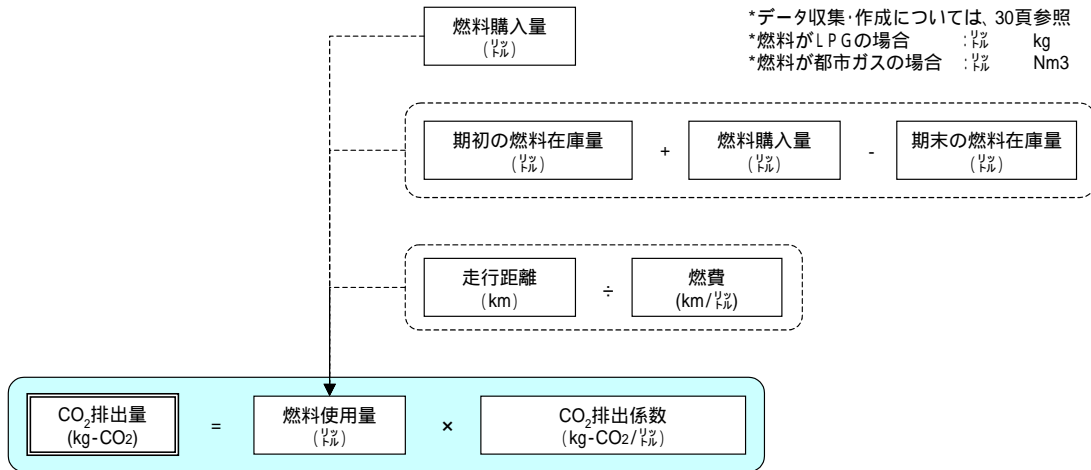 燃料購入量
(㍑)
*データ収集･作成については、30頁参照
*燃料がLPGの場合 :㍑ kg
*燃料が都市ガスの場合 :㍑ Nm3
期初の燃料在庫量
(㍑)
+
燃料購入量
(㍑)
-
期末の燃料在庫量
(㍑)
走行距離
(km)
÷
燃費
(km/㍑)
CO₂排出量
(kg-CO₂)
=
燃料使用量
(㍑)
×
CO₂排出係数
(kg-CO₂/㍑)